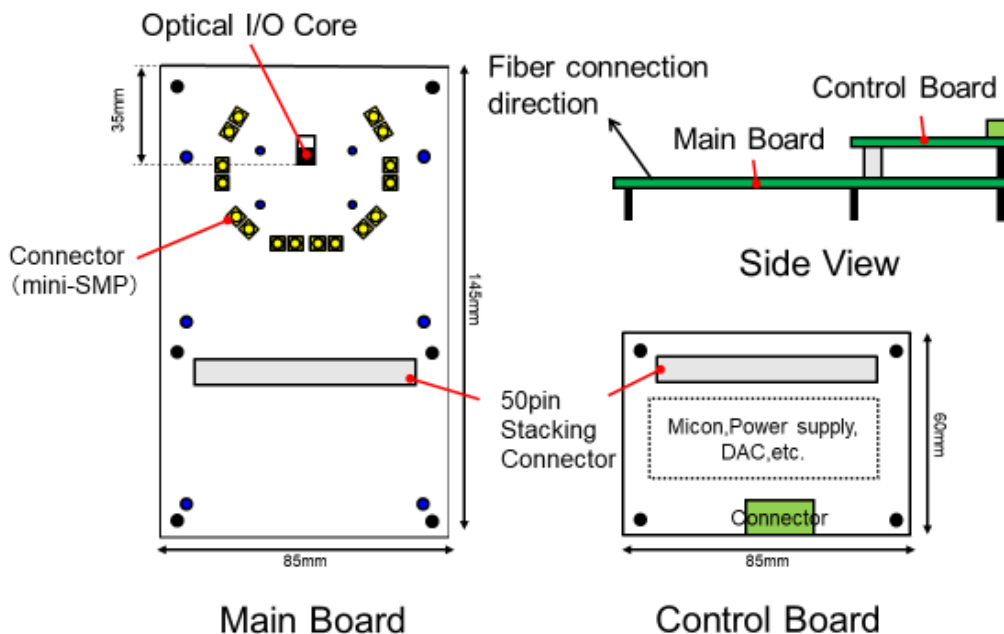 Optical I/O Core
35mm
Connector
（mini-SMP）
145mm
85mm
Main Board
Fiber connection
direction
Control Board
Main Board
Side View
50pin
Stacking
Connector
Micon,Power supply,
DAC,etc.
Connector
60mm
85mm
Control Board